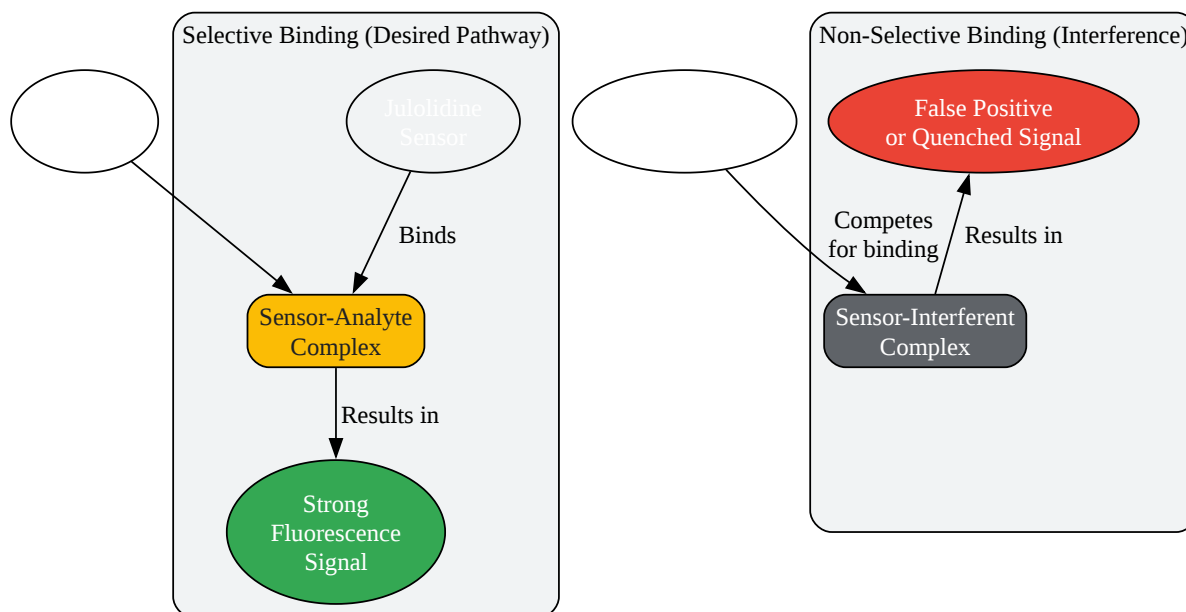 Selective Binding (Desired Pathway)
Julolidine
Sensor
Binds
Sensor-Analyte
Complex
Results in
Strong
Fluorescence
Signal
Non-Selective Binding (Interference)
False Positive
or Quenched Signal
Competes
for binding
Results in
Sensor-Interferent
Complex